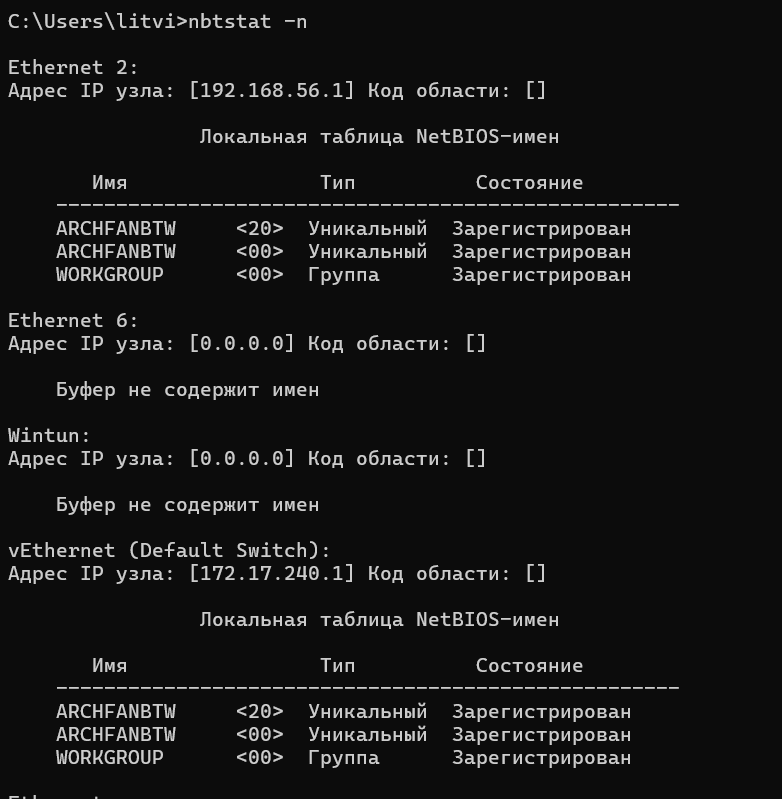 C:\Users\litvi>nbtstat -n
Ethernet 2:
Адрес IP узла: [192.168.56.1] Код области: []
Локальная таблица NetBIOS-имен
Имя Тип Состояние
----------------------------------------------------
ARCHFANBTW <20> Уникальный Зарегистрирован
ARCHFANBTW <00> Уникальный Зарегистрирован
WORKGROUP <00> Группа Зарегистрирован
Ethernet 6:
Адрес IP узла: [0.0.0.0] Код области: []
Буфер не содержит имен
Wintun:
Адрес IP узла: [0.0.0.0] Код области: []
Буфер не содержит имен
vEthernet (Default Switch):
Адрес IP узла: [172.17.240.1] Код области: []
Локальная таблица NetBIOS-имен
Имя Тип Состояние
----------------------------------------------------
ARCHFANBTW <20> Уникальный Зарегистрирован
ARCHFANBTW <00> Уникальный Зарегистрирован
WORKGROUP <00> Группа Зарегистрирован